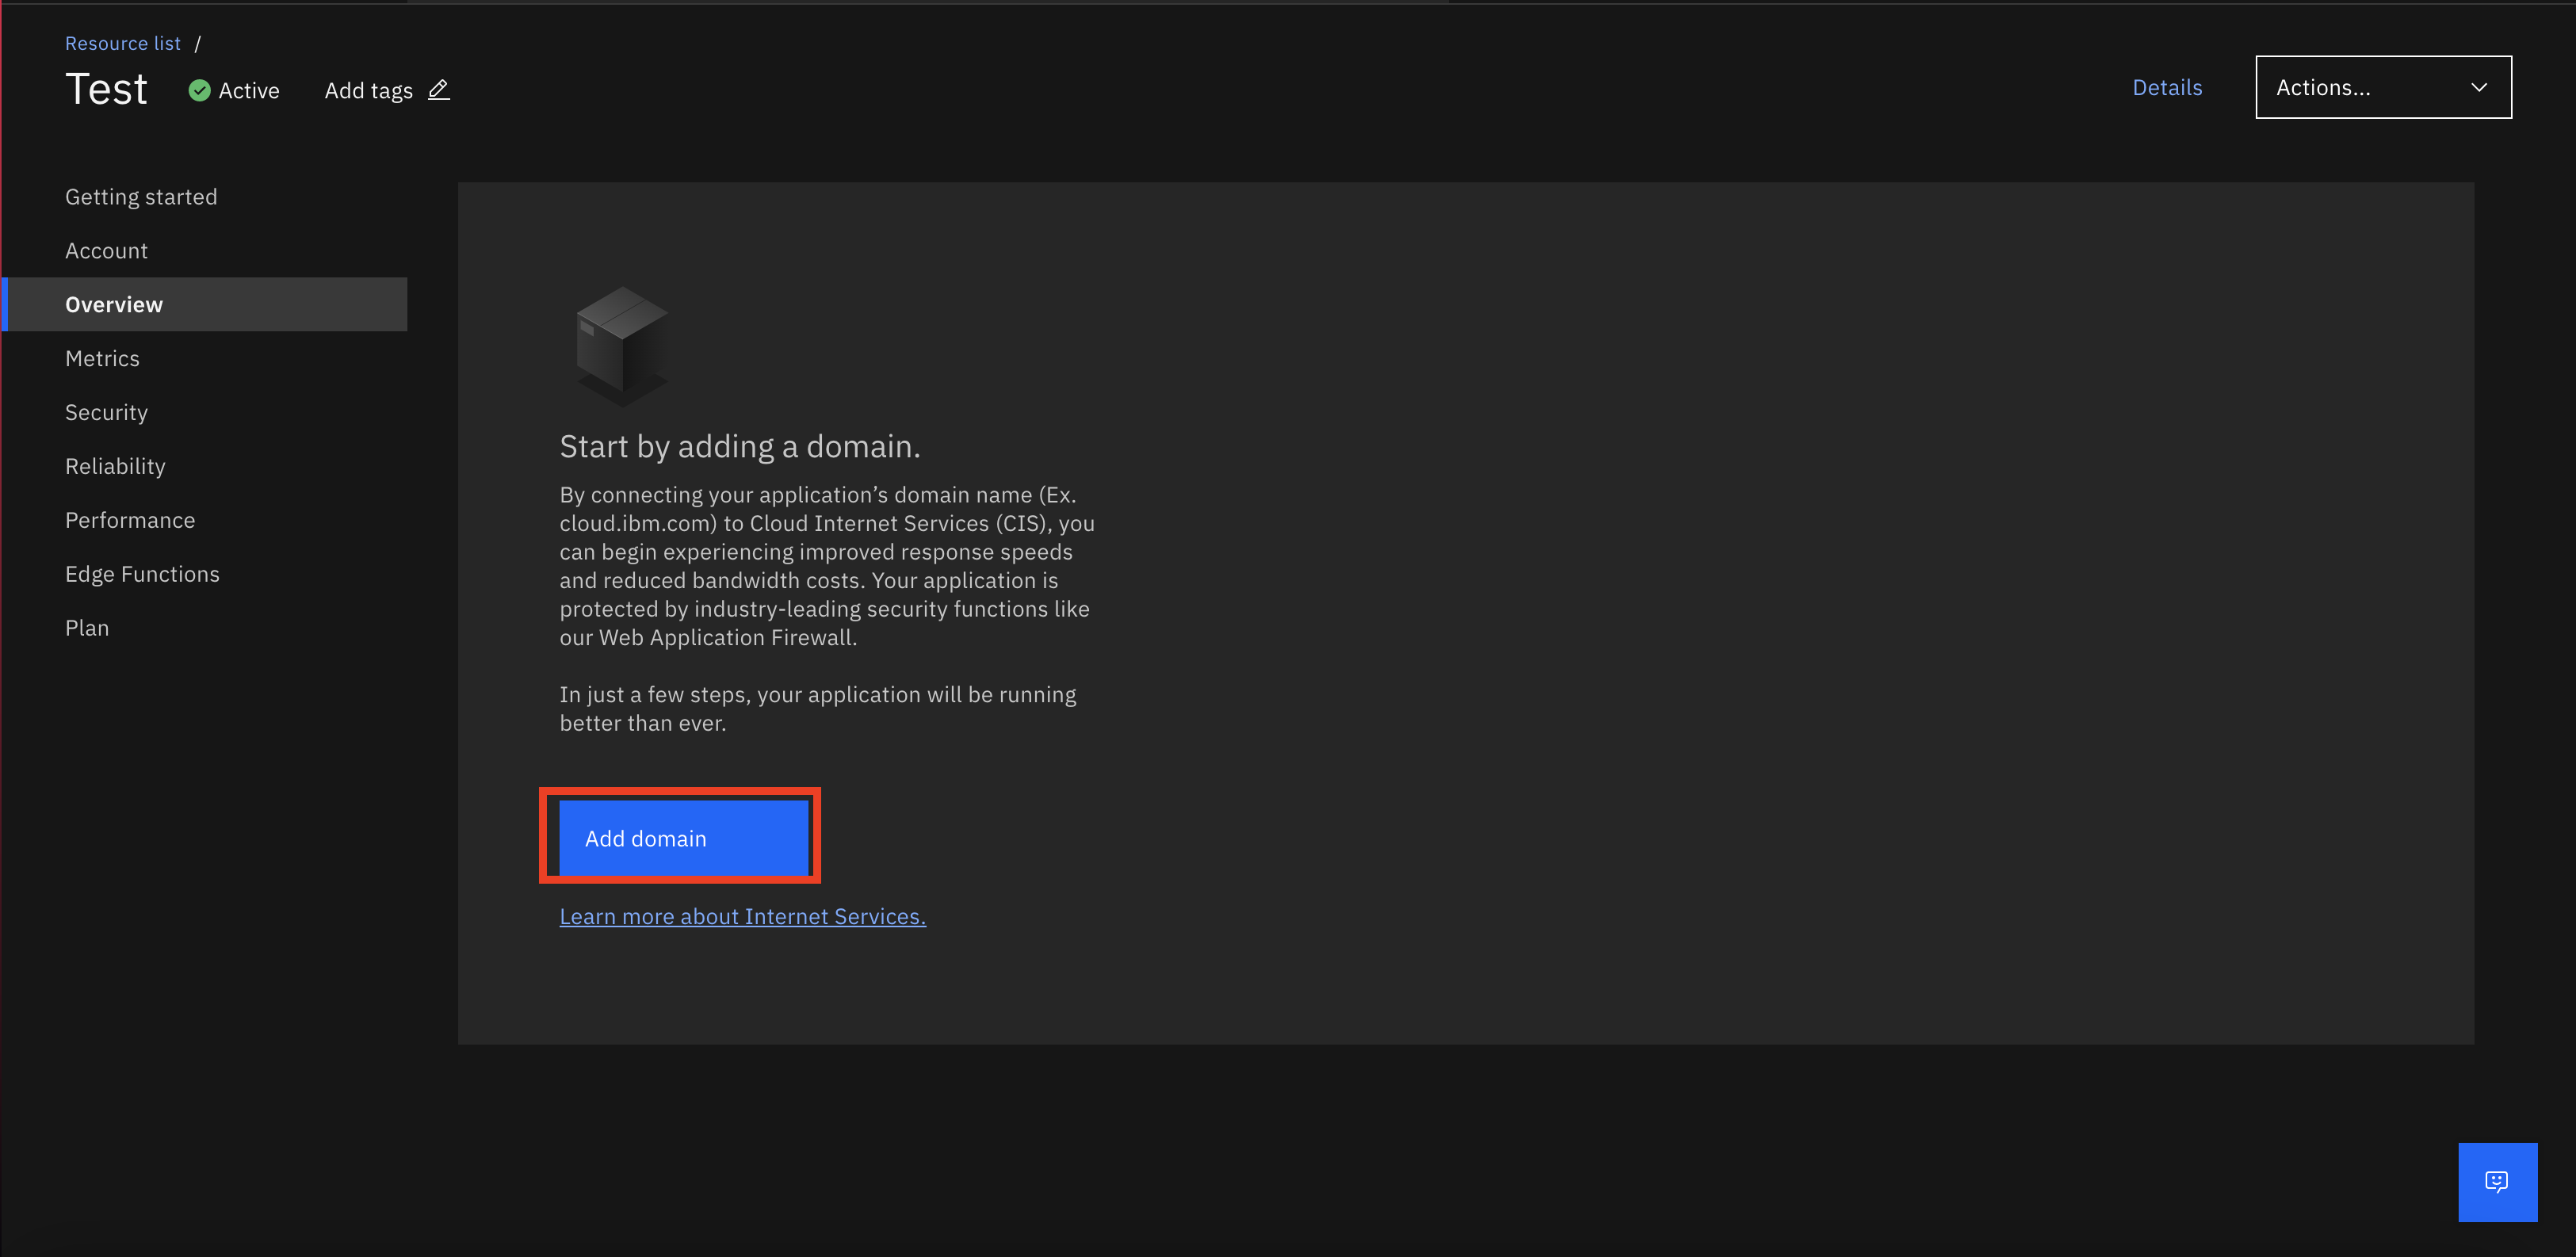 Resource list /
Test Active Add tags
Details Actions...
Getting started
Account
Overview
Metrics
Security
Reliability
Performance
Edge Functions
Plan
Start by adding a domain.
By connecting your application’s domain name (Ex.
cloud.ibm.com) to Cloud Internet Services (CIS), you
can begin experiencing improved response speeds
and reduced bandwidth costs. Your application is
protected by industry-leading security functions like
our Web Application Firewall.
In just a few steps, your application will be running
better than ever.
Add domain
Learn more about Internet Services.